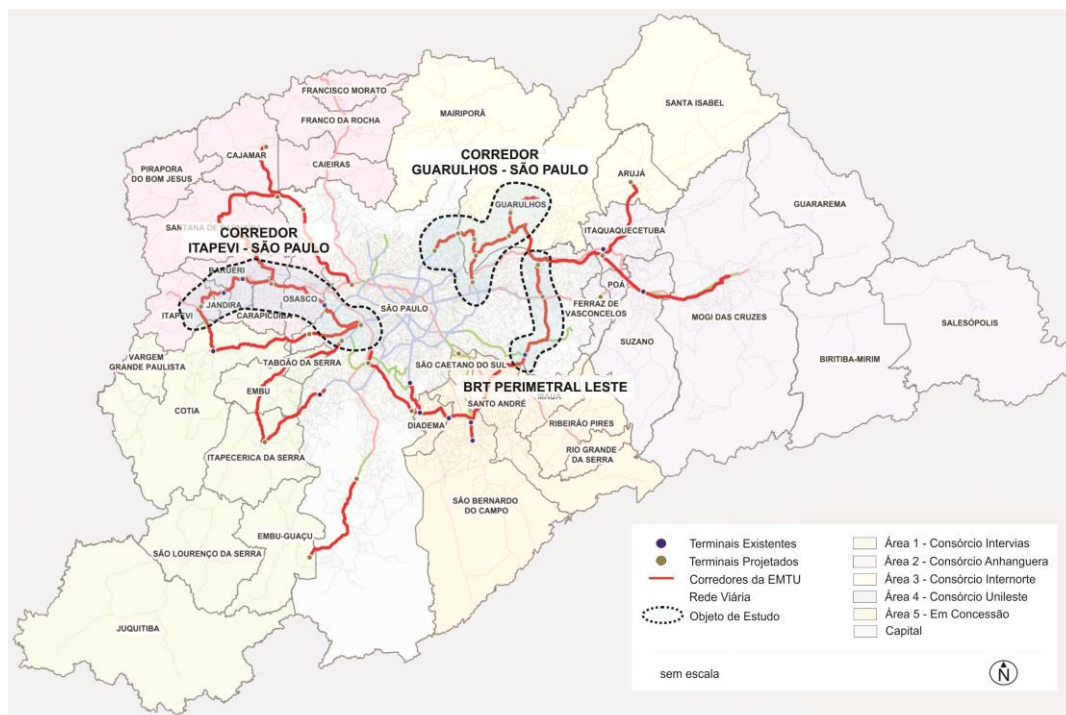 FRANCISCO MORATO
FRANCO DA ROCHA
MAIRIPORÃ
SANTA ISABEL
CAJAMAR
CAIEIRAS
PIRAPORA
DO BOM JESUS
CORREDOR
GUARULHOS - SÃO PAULO
ARUJÁ
GUARULHOS
GUARAREMA
SANTANA DE
CORREDOR
ITAPEVI - SÃO PAULO
ITAQUAQUECETUBA
BARUERI
OSASCO
JANDIRA
ITAPEVI
CARAPICUÍBA
SÃO PAULO
POÁ
FERRAZ DE
VASCONCELOS
MOGI DAS CRUZES
SALESÓPOLIS
SUZANO
BIRITIBA-MIRIM
VARGEM
GRANDE PAULISTA
TABOÃO DA SERRA
SÃO CAETANO DO SUL
BRT PERIMETRAL LESTE
EMBU
MAUÁ
SANTO ANDRÉ
COTIA
DIADEMA
RIBEIRÃO PIRES
RIO GRANDE
DA SERRA
ITAPECERICA DA SERRA
SÃO BERNARDO
DO CAMPO
EMBU-GUAÇU
SÃO LOURENÇO DA SERRA
JUQUITIBA
Terminais Existentes
Terminais Projetados
Corredores da EMTU
Rede Viária
Objeto de Estudo
Área 1 - Consórcio Intervias
Área 2 - Consórcio Anhanguera
Área 3 - Consórcio Internorte
Área 4 - Consórcio Unileste
Área 5 - Em Concessão
Capital
sem escala
N